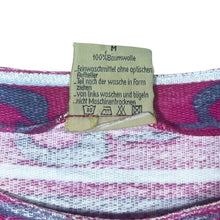 M
100% Baumwolle
Feinwaschmittel ohne optischen
Aufheller
Teil nach der wasche in Form
ziehen
von links waschen und bügeln
nicht Maschinentrocknen